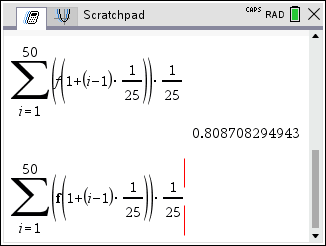 Scratchpad CAPS RAD
50
∑ (f(1+(i−1)·1/25))·1/25
i=1
0.808708294943
50
∑ (f(1+(i−1)·1/25))·1/25
i=1